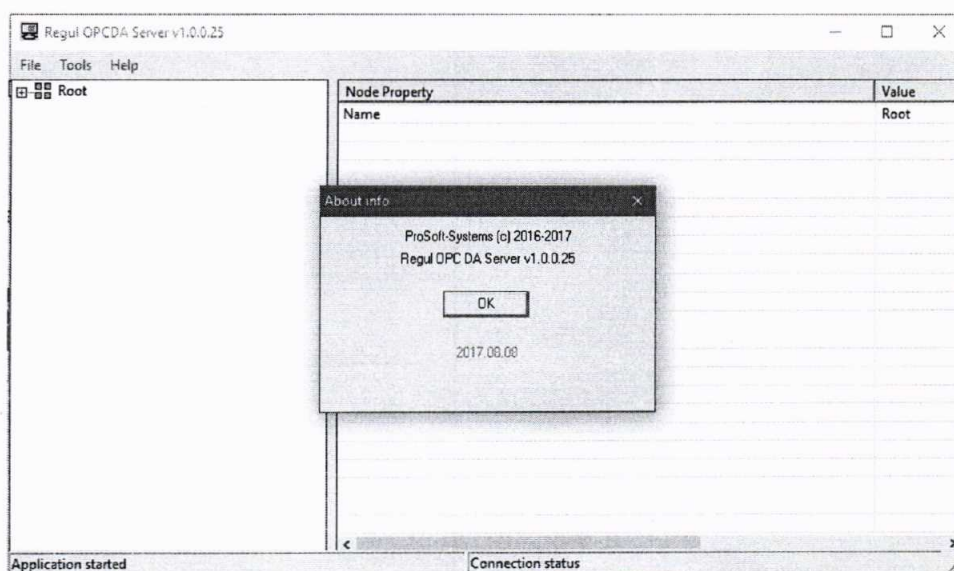 Regul OPCDA Server v1.0.0.25
File Tools Help
Root
Node Property Value
Name Root
About info
ProSoft-Systems (c) 2016-2017
Regul OPC DA Server v1.0.0.25
OK
2017.08.08
Application started
Connection status